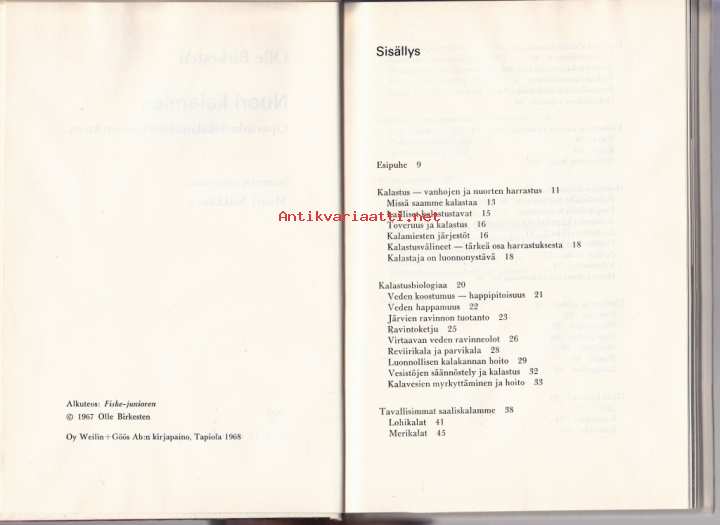 Alkuteos: Fiske-junioren
© 1967 Olle Birkesten
Oy Weilin+Göös Ab:n kirjapaino, Tapiola 1968
Sisällys
Esipuhe 9
Kalastus — vanhojen ja nuorten harrastus 11
Missä saamme kalastaa 13
kalastustavat 15
Antikvariaatti.net
Toveruus ja kalastus 16
Kalamiesten järjestöt 16
Kalastusvälineet — tärkeä osa harrastuksesta 18
Kalastaja on luonnonystävä 18
Kalastusbiologiaa 20
Veden koostumus — happipitoisuus 21
Veden happamuus 22
Järvien ravinnon tuotanto 23
Ravintoketju 25
Virtaavan veden ravinneolot 26
Reviirikala ja parvikala 28
Luonnollisen kalakannan hoito 29
Vesistöjen säännöstely ja kalastus 32
Kalavesien myrkyttäminen ja hoito 33
Tavallisimmat saaliskalamme 38
Lohikalat 41
Merikalat 45